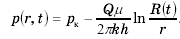 p(r, t) = pк − Qμ/2πkh ln R(t)/r.